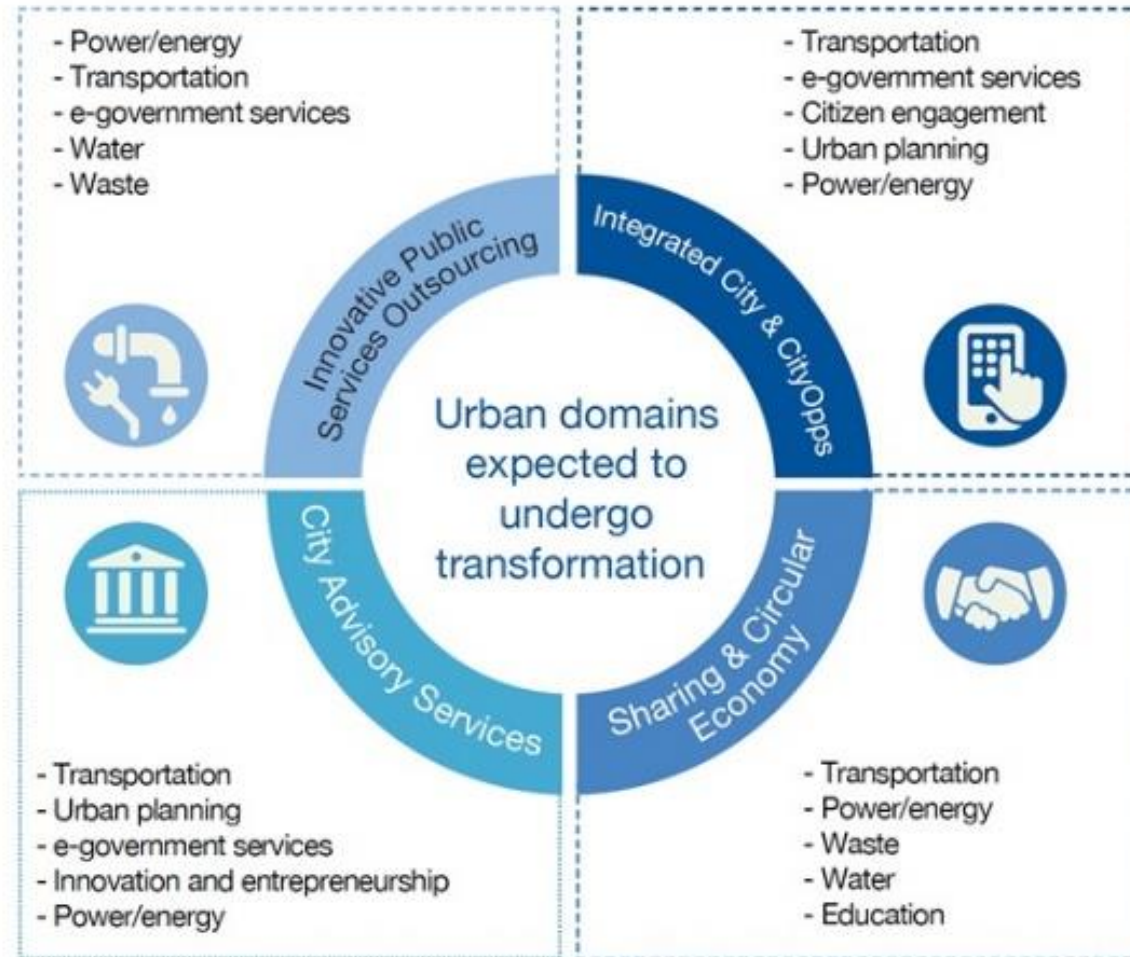 - Power/energy
- Transportation
- e-government services
- Water
- Waste
- Transportation
- e-government services
- Citizen engagement
- Urban planning
- Power/energy
Innovative Public
Services Outsourcing
Integrated City & CityOpps
Urban domains
expected to
undergo
transformation
City Advisory Services
Sharing & Circular
Economy
- Transportation
- Urban planning
- e-government services
- Innovation and entrepreneurship
- Power/energy
- Transportation
- Power/energy
- Waste
- Water
- Education